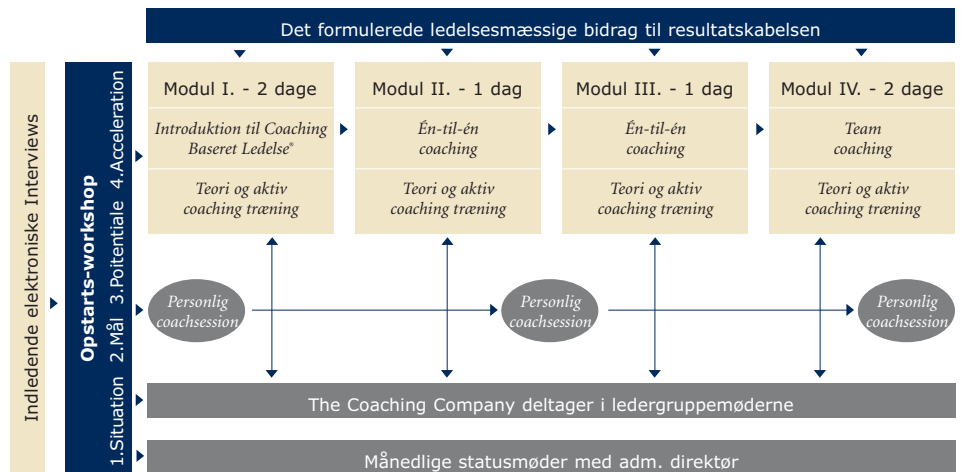 Det formulerede ledelsesmæssige bidrag til resultatskabelsen
Indledende elektroniske Interviews
Opstarts-workshop
1.Situation 2.Mål 3.Poitentiale 4.Acceleration
Modul I. - 2 dage
Introduktion til Coaching
Baseret Ledelse®
Teori og aktiv
coaching træning
Modul II. - 1 dag
Én-til-én
coaching
Teori og aktiv
coaching træning
Modul III. - 1 dag
Én-til-én
coaching
Teori og aktiv
coaching træning
Modul IV. - 2 dage
Team
coaching
Teori og aktiv
coaching træning
Personlig
coachsession
Personlig
coachsession
Personlig
coachsession
The Coaching Company deltager i ledergruppemøderne
Månedlige statusmøder med adm. direktør